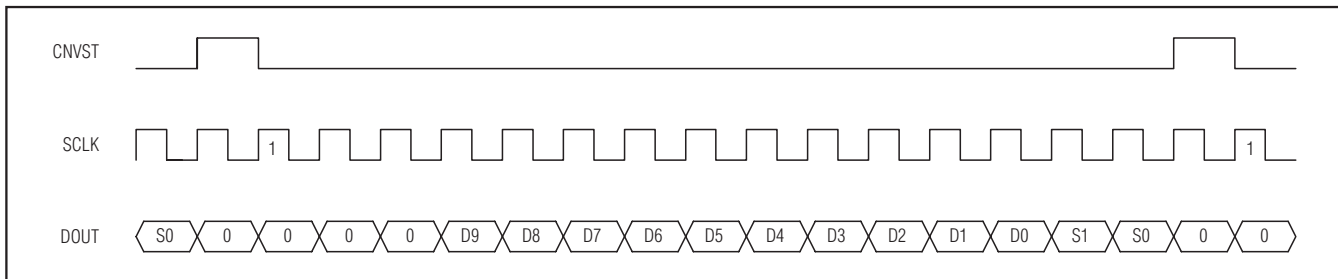 CNVST
SCLK 1 1
DOUT S0 0 0 0 0 D9 D8 D7 D6 D5 D4 D3 D2 D1 D0 S1 S0 0 0